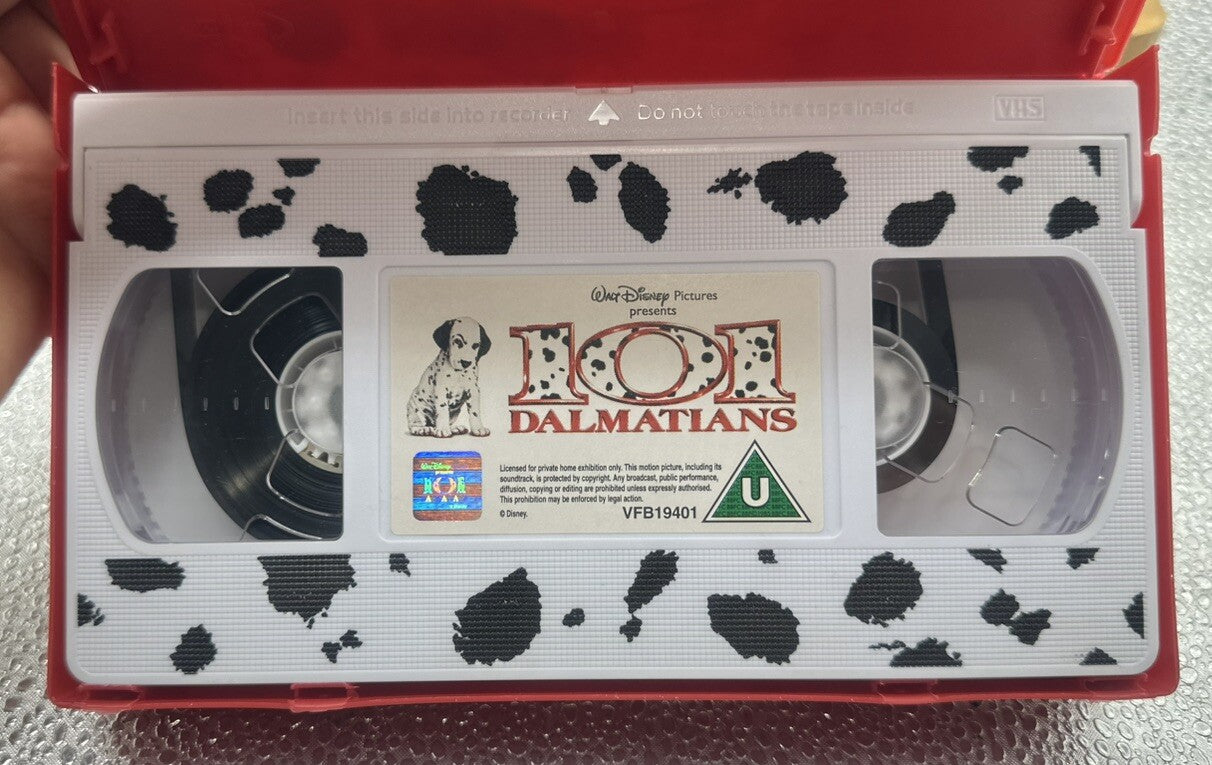 Insert this side into recorder Do not touch the tape inside VHS
Walt Disney Pictures
presents
101
DALMATIANS
Walt Disney
Licensed for private home exhibition only. This motion picture, including its
soundtrack, is protected by copyright. Any broadcast, public performance,
diffusion, copying or editing are prohibited unless expressly authorised.
This prohibition may be enforced by legal action.
© Disney. VFB19401
U